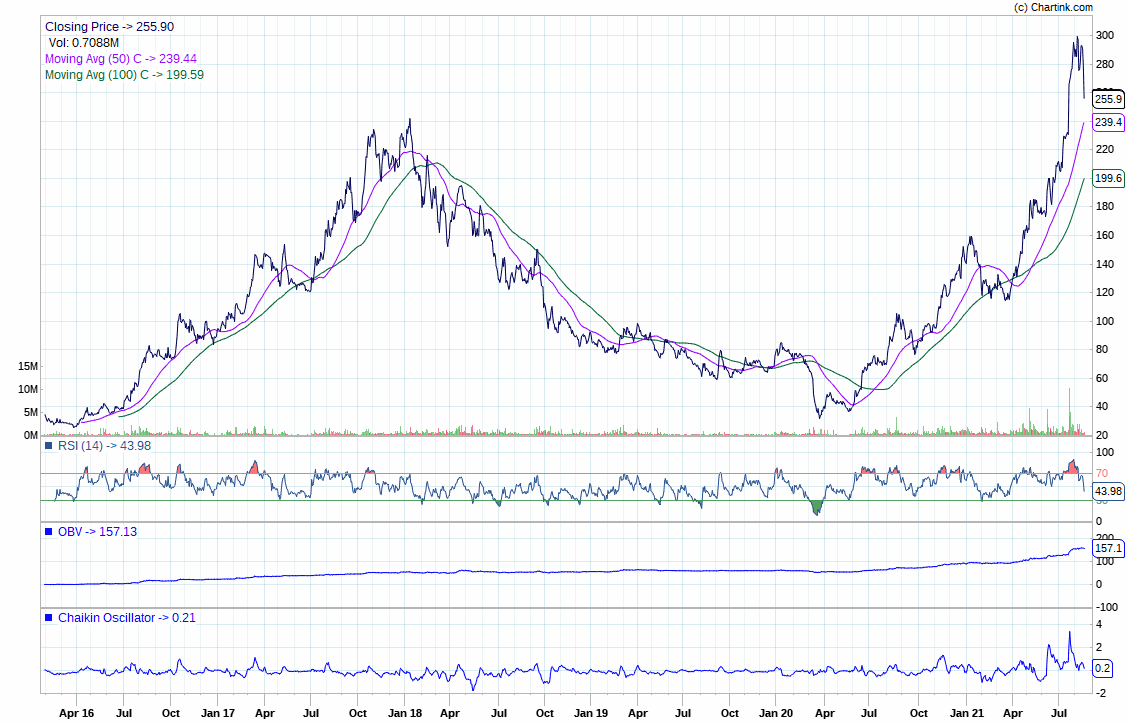 (c) Chartink.com
Closing Price -> 255.90
Vol: 0.7088M
Moving Avg (50) C -> 239.44
Moving Avg (100) C -> 199.59
300
280
255.9
239.4
220
199.6
180
160
140
120
100
80
60
40
20
15M
10M
5M
0M
RSI (14) -> 43.98
100
70
43.98
0
OBV -> 157.13
200
157.1
100
0
-100
Chaikin Oscillator -> 0.21
4
2
0.2
-2
Apr 16 Jul Oct Jan 17 Apr Jul Oct Jan 18 Apr Jul Oct Jan 19 Apr Jul Oct Jan 20 Apr Jul Oct Jan 21 Apr Jul